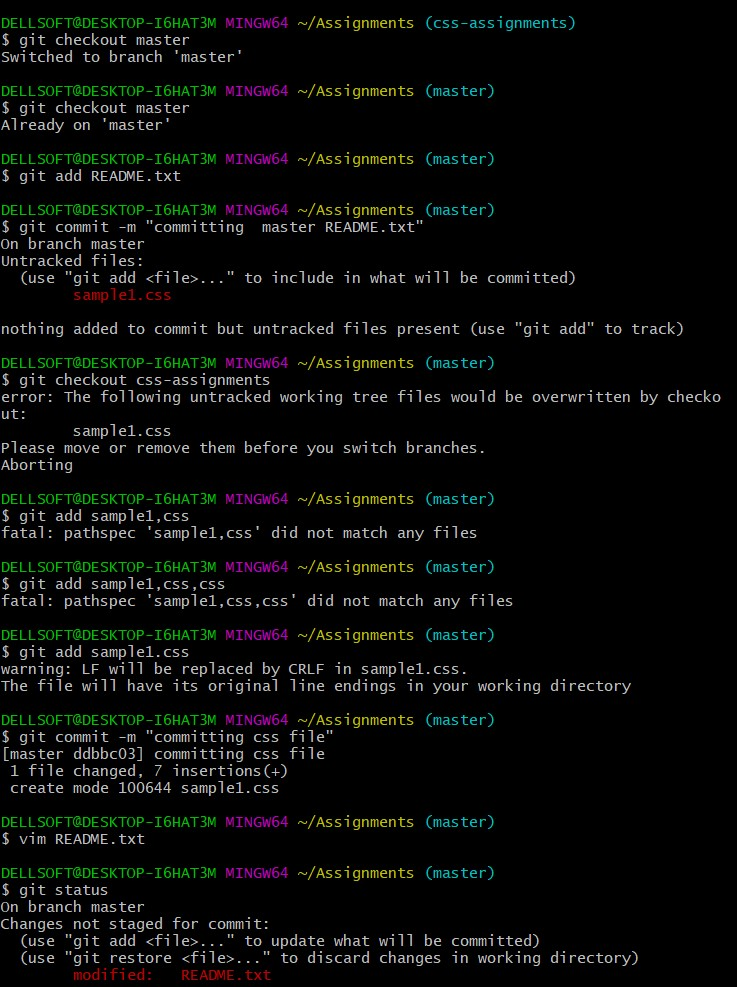 DELLSOFT@DESKTOP-I6HAT3M MINGW64 ~/Assignments (css-assignments)
$ git checkout master
Switched to branch 'master'
DELLSOFT@DESKTOP-I6HAT3M MINGW64 ~/Assignments (master)
$ git checkout master
Already on 'master'
DELLSOFT@DESKTOP-I6HAT3M MINGW64 ~/Assignments (master)
$ git add README.txt
DELLSOFT@DESKTOP-I6HAT3M MINGW64 ~/Assignments (master)
$ git commit -m "committing  master README.txt"
On branch master
Untracked files:
  (use "git add <file>..." to include in what will be committed)
        sample1.css
nothing added to commit but untracked files present (use "git add" to track)
DELLSOFT@DESKTOP-I6HAT3M MINGW64 ~/Assignments (master)
$ git checkout css-assignments
error: The following untracked working tree files would be overwritten by checko
ut:
        sample1.css
Please move or remove them before you switch branches.
Aborting
DELLSOFT@DESKTOP-I6HAT3M MINGW64 ~/Assignments (master)
$ git add sample1,css
fatal: pathspec 'sample1,css' did not match any files
DELLSOFT@DESKTOP-I6HAT3M MINGW64 ~/Assignments (master)
$ git add sample1,css,css
fatal: pathspec 'sample1,css,css' did not match any files
DELLSOFT@DESKTOP-I6HAT3M MINGW64 ~/Assignments (master)
$ git add sample1.css
warning: LF will be replaced by CRLF in sample1.css.
The file will have its original line endings in your working directory
DELLSOFT@DESKTOP-I6HAT3M MINGW64 ~/Assignments (master)
$ git commit -m "committing css file"
[master ddbbc03] committing css file
 1 file changed, 7 insertions(+)
 create mode 100644 sample1.css
DELLSOFT@DESKTOP-I6HAT3M MINGW64 ~/Assignments (master)
$ vim README.txt
DELLSOFT@DESKTOP-I6HAT3M MINGW64 ~/Assignments (master)
$ git status
On branch master
Changes not staged for commit:
  (use "git add <file>..." to update what will be committed)
  (use "git restore <file>..." to discard changes in working directory)
        modified:   README.txt